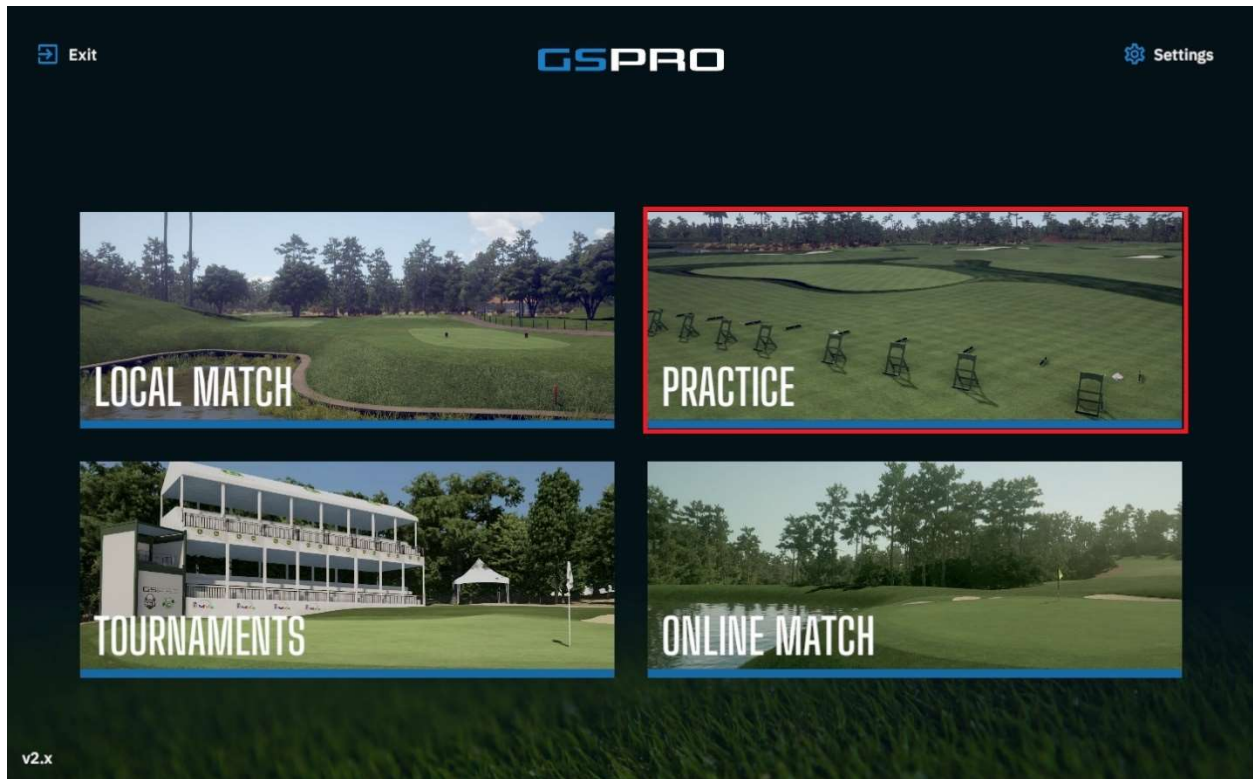 Exit
GSPRO
Settings
LOCAL MATCH
PRACTICE
TOURNAMENTS
ONLINE MATCH
v2.x